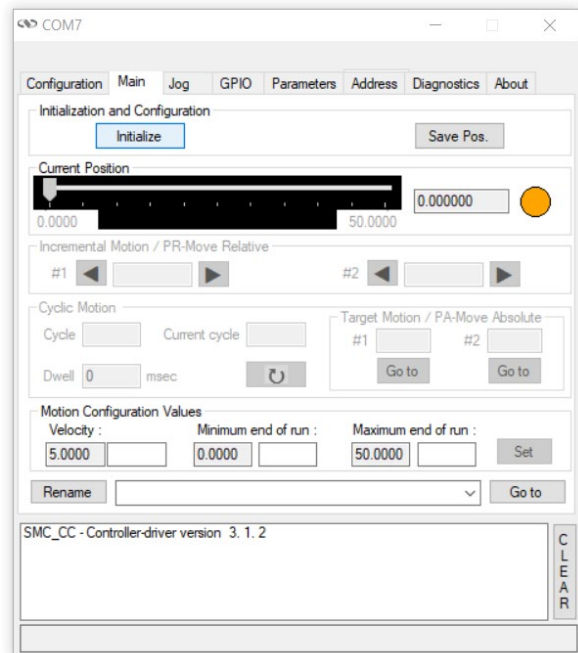 COM7
Configuration Main Jog GPIO Parameters Address Diagnostics About
Initialization and Configuration
Initialize Save Pos.
Current Position
0.000000
0.0000 50.0000
Incremental Motion / PR-Move Relative
#1 #2
Cyclic Motion
Target Motion / PA-Move Absolute
Cycle Current cycle #1 #2
Dwell 0 msec Go to Go to
Motion Configuration Values
Velocity : Minimum end of run : Maximum end of run :
5.0000 0.0000 50.0000 Set
Rename Go to
SMC_CC - Controller-driver version 3. 1. 2
CLEAR